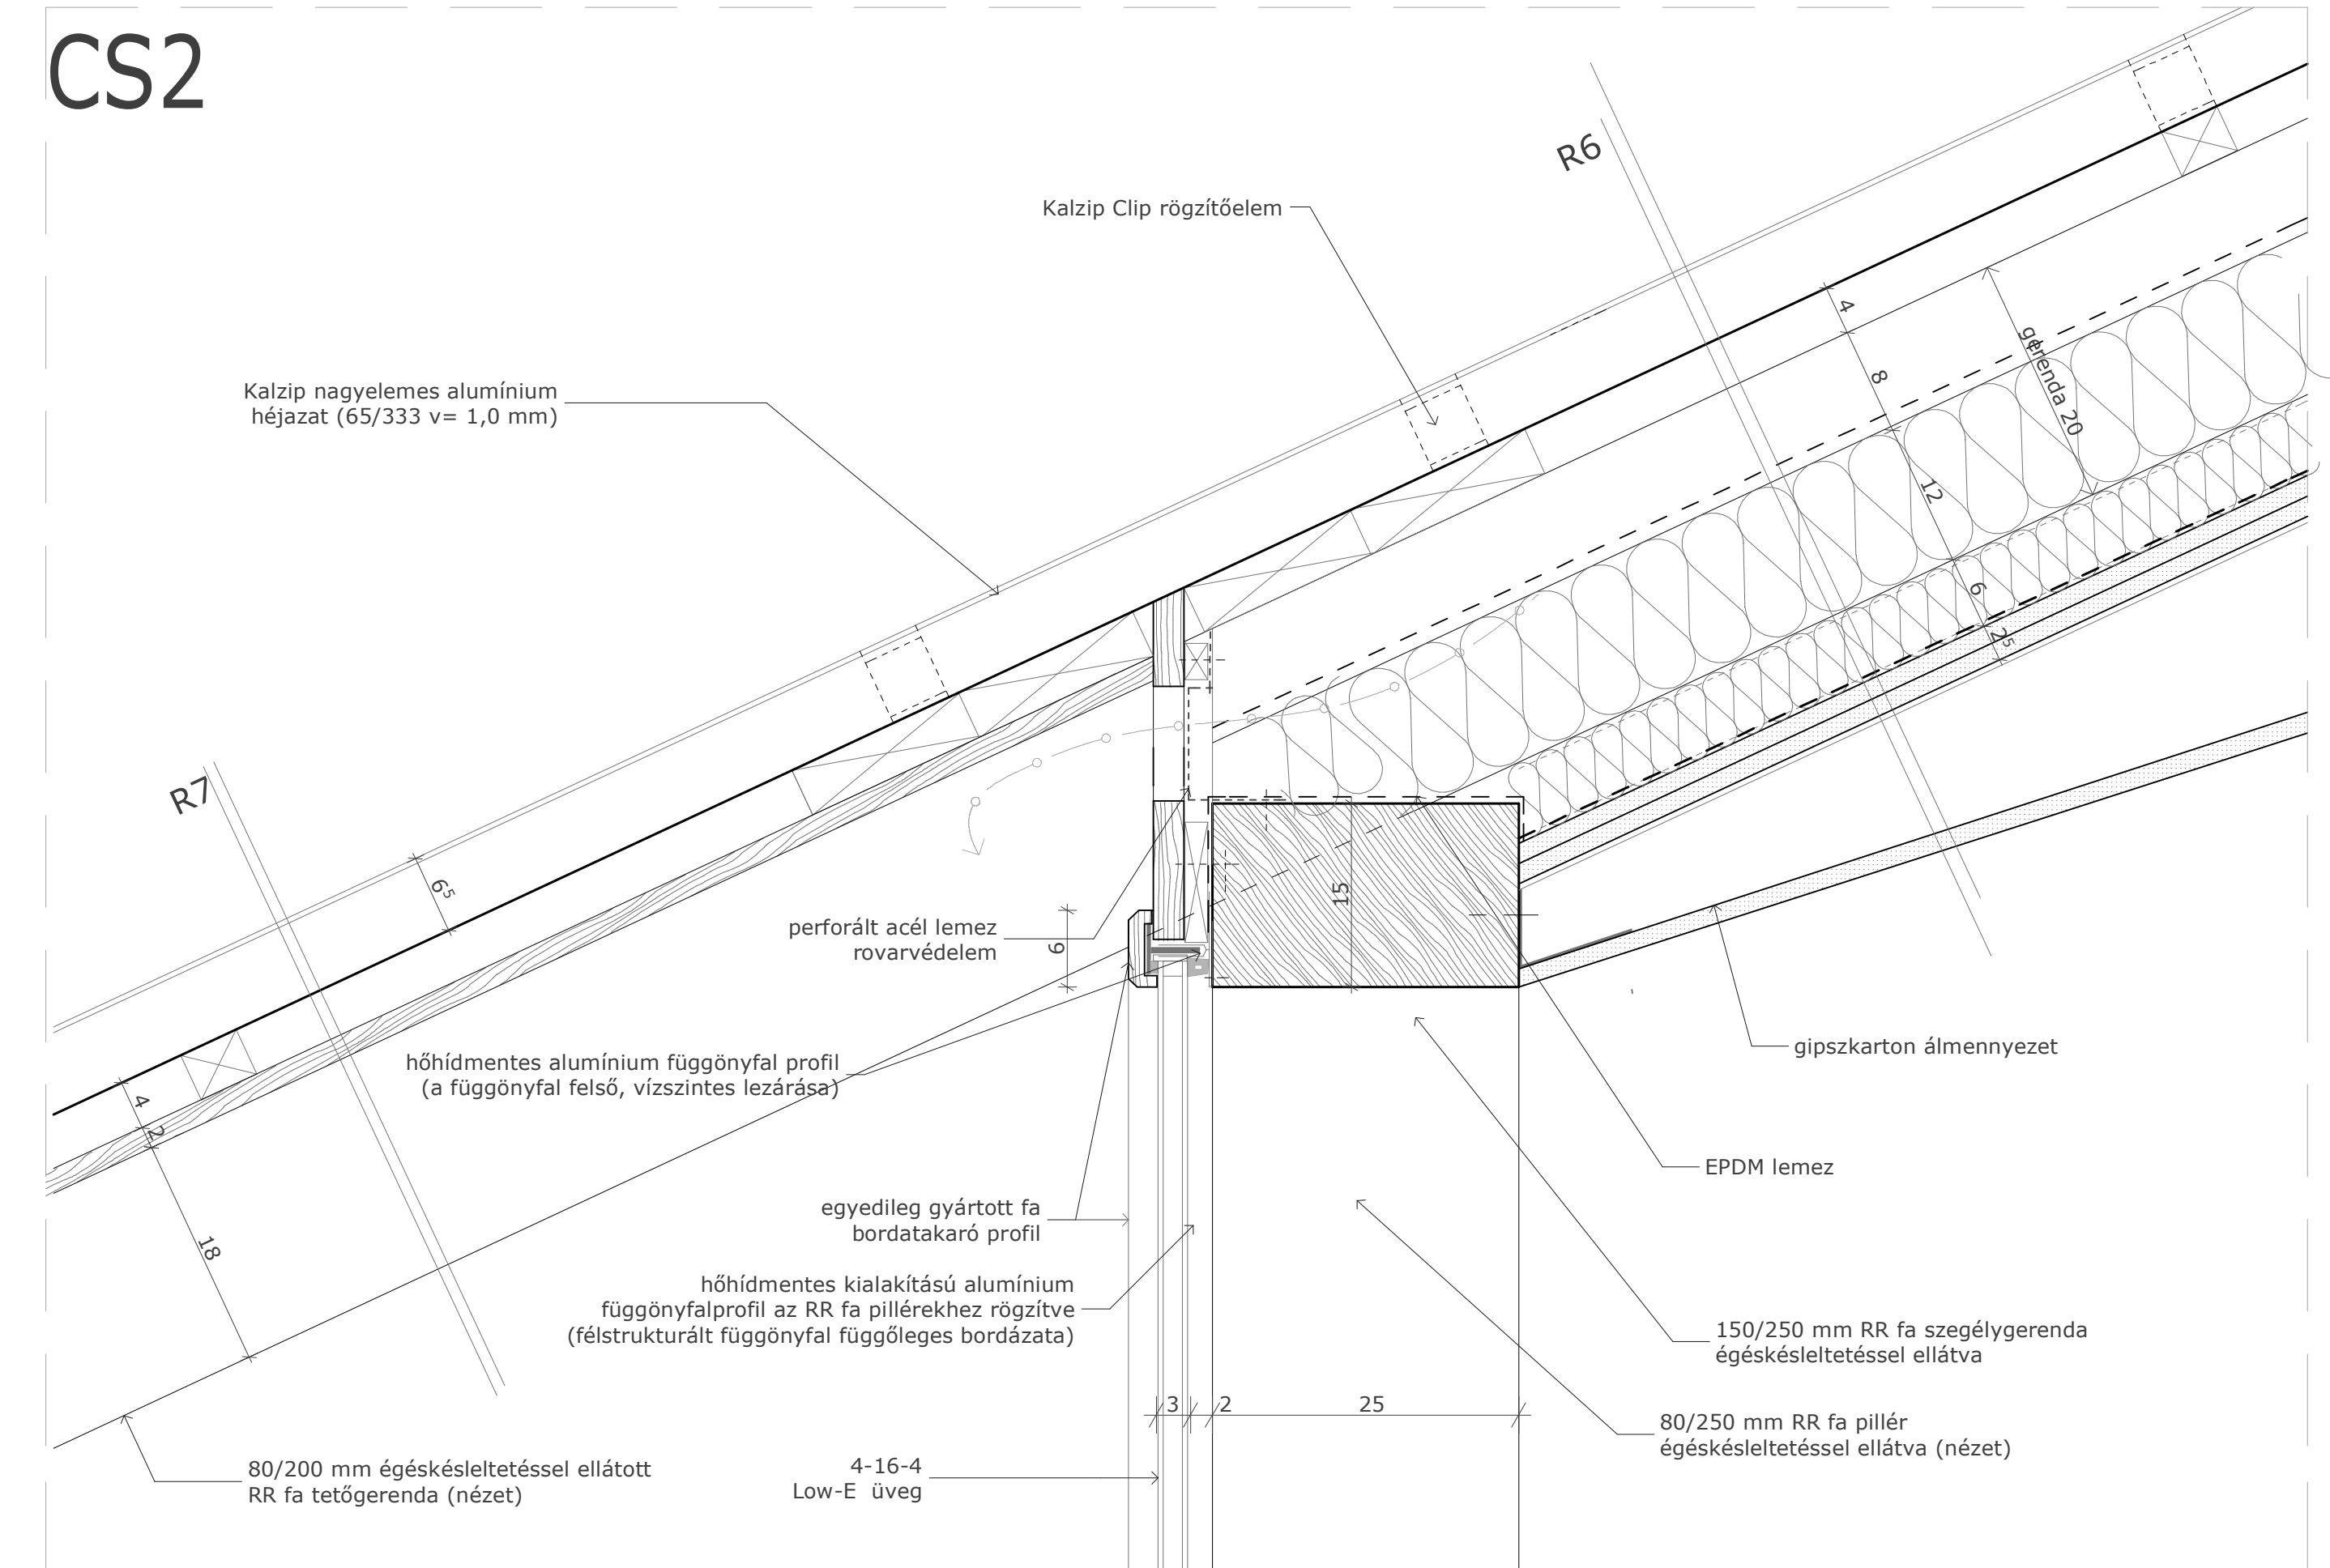 CS2
R6
Kalzip Clip rögzítőelem
4
8
gerenda 20
12
6
2⁵
Kalzip nagyelemes alumínium
héjazat (65/333 v= 1,0 mm)
R7
6⁵
15
perforált acél lemez
rovarvédelem
6
gipszkarton álmennyezet
hőhídmentes alumínium függönyfal profil
(a függönyfal felső, vízszintes lezárása)
4
2
18
EPDM lemez
egyedileg gyártott fa
bordatakaró profil
hőhídmentes kialakítású alumínium
függönyfalprofil az RR fa pillérekhez rögzítve
(félstrukturált függönyfal függőleges bordázata)
150/250 mm RR fa szegélygerenda
égéskésleltetéssel ellátva
3
2
25
80/250 mm RR fa pillér
égéskésleltetéssel ellátva (nézet)
80/200 mm égéskésleltetéssel ellátott
RR fa tetőgerenda (nézet)
4-16-4
Low-E üveg